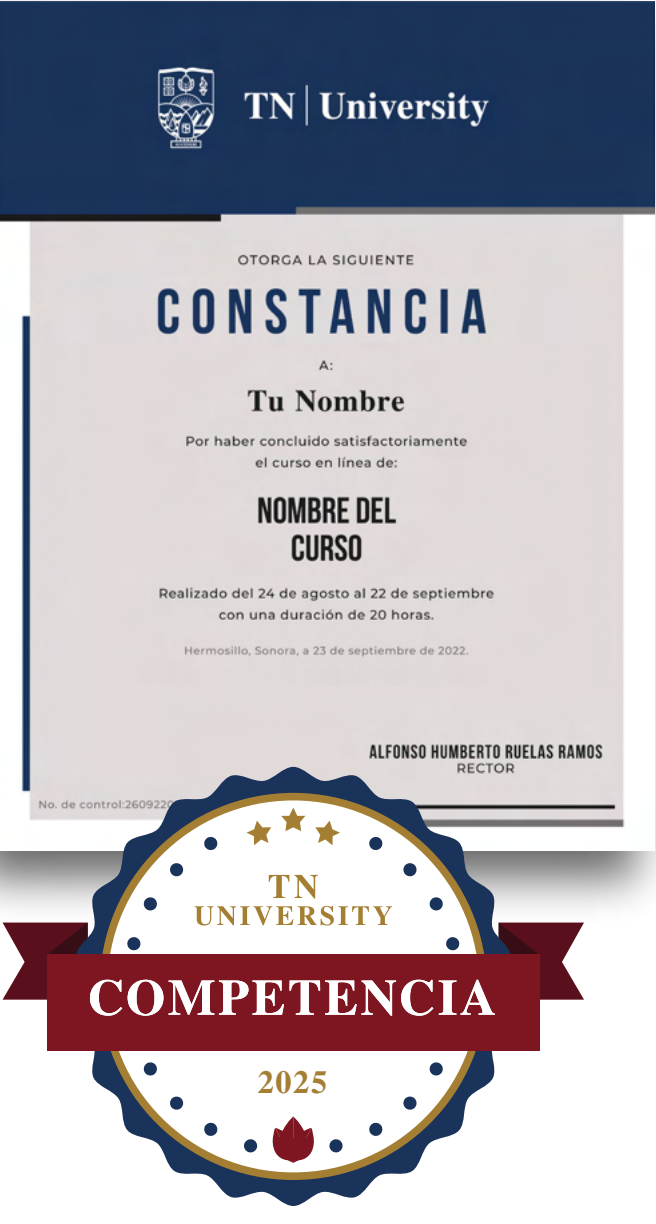 TN | University
OTORGA LA SIGUIENTE
CONSTANCIA
A:
Tu Nombre
Por haber concluido satisfactoriamente
el curso en línea de:
NOMBRE DEL
CURSO
Realizado del 24 de agosto al 22 de septiembre
con una duración de 20 horas.
Hermosillo, Sonora, a 23 de septiembre de 2022.
ALFONSO HUMBERTO RUELAS RAMOS
RECTOR
No. de control:260922
TN
UNIVERSITY
COMPETENCIA
2025